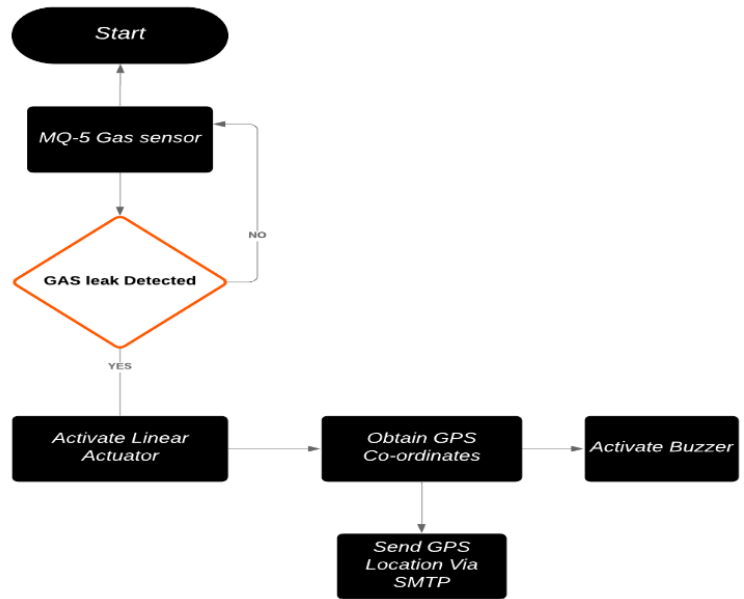 Start
MQ-5 Gas sensor
NO
GAS leak Detected
YES
Activate Linear
Actuator
Obtain GPS
Co-ordinates
Activate Buzzer
Send GPS
Location Via
SMTP